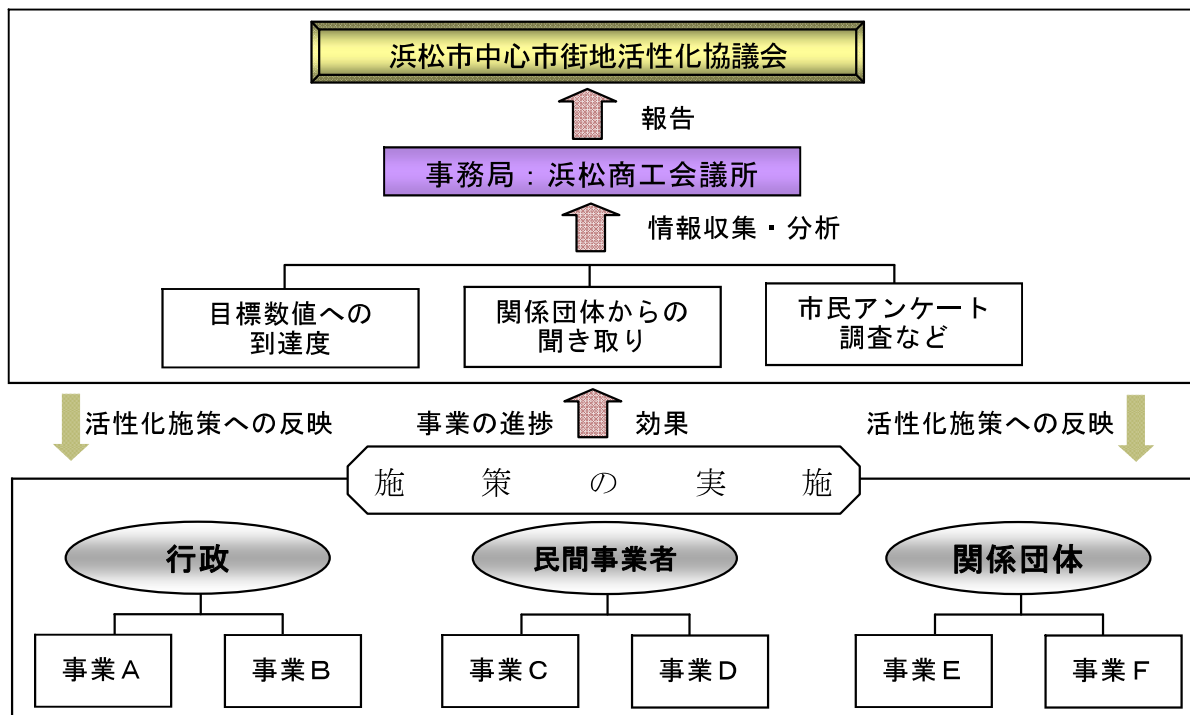 浜松市中心市街地活性化協議会
報告
事務局：浜松商工会議所
情報収集・分析
目標数値への
到達度
関係団体からの
聞き取り
市民アンケート
調査など
活性化施策への反映
事業の進捗
効果
活性化施策への反映
施策の実施
行政
民間事業者
関係団体
事業Ａ
事業Ｂ
事業Ｃ
事業Ｄ
事業Ｅ
事業Ｆ